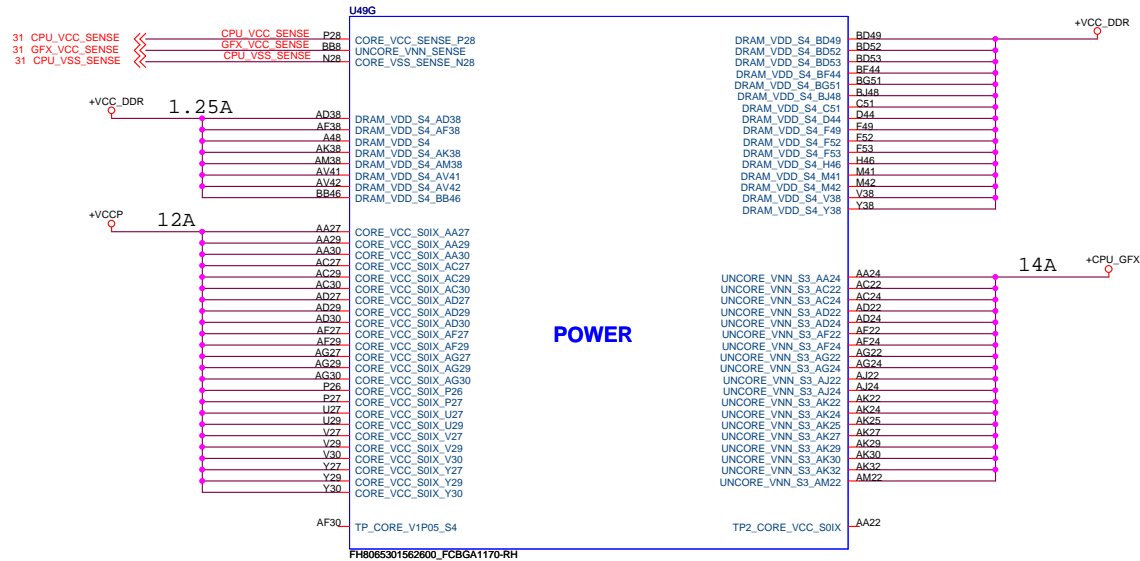 U49G
31 CPU_VCC_SENSE CPU_VCC_SENSE P28 CORE_VCC_SENSE_P28
31 GFX_VCC_SENSE GFX_VCC_SENSE BB8 UNCORE_VNN_SENSE
31 CPU_VSS_SENSE CPU_VSS_SENSE N28 CORE_VSS_SENSE_N28
+VCC_DDR 1.25A
AD38 DRAM_VDD_S4_AD38
AF38 DRAM_VDD_S4_AF38
A48 DRAM_VDD_S4
AK38 DRAM_VDD_S4_AK38
AM38 DRAM_VDD_S4_AM38
AV41 DRAM_VDD_S4_AV41
AV42 DRAM_VDD_S4_AV42
BB46 DRAM_VDD_S4_BB46
+VCCP 12A
AA27 CORE_VCC_S0IX_AA27
AA29 CORE_VCC_S0IX_AA29
AA30 CORE_VCC_S0IX_AA30
AC27 CORE_VCC_S0IX_AC27
AC29 CORE_VCC_S0IX_AC29
AC30 CORE_VCC_S0IX_AC30
AD27 CORE_VCC_S0IX_AD27
AD29 CORE_VCC_S0IX_AD29
AD30 CORE_VCC_S0IX_AD30
AF27 CORE_VCC_S0IX_AF27
AF29 CORE_VCC_S0IX_AF29
AG27 CORE_VCC_S0IX_AG27
AG29 CORE_VCC_S0IX_AG29
AG30 CORE_VCC_S0IX_AG30
P26 CORE_VCC_S0IX_P26
P27 CORE_VCC_S0IX_P27
U27 CORE_VCC_S0IX_U27
U29 CORE_VCC_S0IX_U29
V27 CORE_VCC_S0IX_V27
V29 CORE_VCC_S0IX_V29
V30 CORE_VCC_S0IX_V30
Y27 CORE_VCC_S0IX_Y27
Y29 CORE_VCC_S0IX_Y29
Y30 CORE_VCC_S0IX_Y30
AF30 TP_CORE_V1P05_S4
POWER
+VCC_DDR
DRAM_VDD_S4_BD49 BD49
DRAM_VDD_S4_BD52 BD52
DRAM_VDD_S4_BD53 BD53
DRAM_VDD_S4_BF44 BF44
DRAM_VDD_S4_BG51 BG51
DRAM_VDD_S4_BJ48 BJ48
DRAM_VDD_S4_C51 C51
DRAM_VDD_S4_D44 D44
DRAM_VDD_S4_F49 F49
DRAM_VDD_S4_F52 F52
DRAM_VDD_S4_F53 F53
DRAM_VDD_S4_H46 H46
DRAM_VDD_S4_M41 M41
DRAM_VDD_S4_M42 M42
DRAM_VDD_S4_V38 V38
DRAM_VDD_S4_Y38 Y38
14A +CPU_GFX
UNCORE_VNN_S3_AA24 AA24
UNCORE_VNN_S3_AC22 AC22
UNCORE_VNN_S3_AC24 AC24
UNCORE_VNN_S3_AD22 AD22
UNCORE_VNN_S3_AD24 AD24
UNCORE_VNN_S3_AF22 AF22
UNCORE_VNN_S3_AF24 AF24
UNCORE_VNN_S3_AG22 AG22
UNCORE_VNN_S3_AG24 AG24
UNCORE_VNN_S3_AJ22 AJ22
UNCORE_VNN_S3_AJ24 AJ24
UNCORE_VNN_S3_AK22 AK22
UNCORE_VNN_S3_AK24 AK24
UNCORE_VNN_S3_AK25 AK25
UNCORE_VNN_S3_AK27 AK27
UNCORE_VNN_S3_AK29 AK29
UNCORE_VNN_S3_AK30 AK30
UNCORE_VNN_S3_AK32 AK32
UNCORE_VNN_S3_AM22 AM22
TP2_CORE_VCC_S0IX AA22
FH8065301562600_FCBGA1170-RH